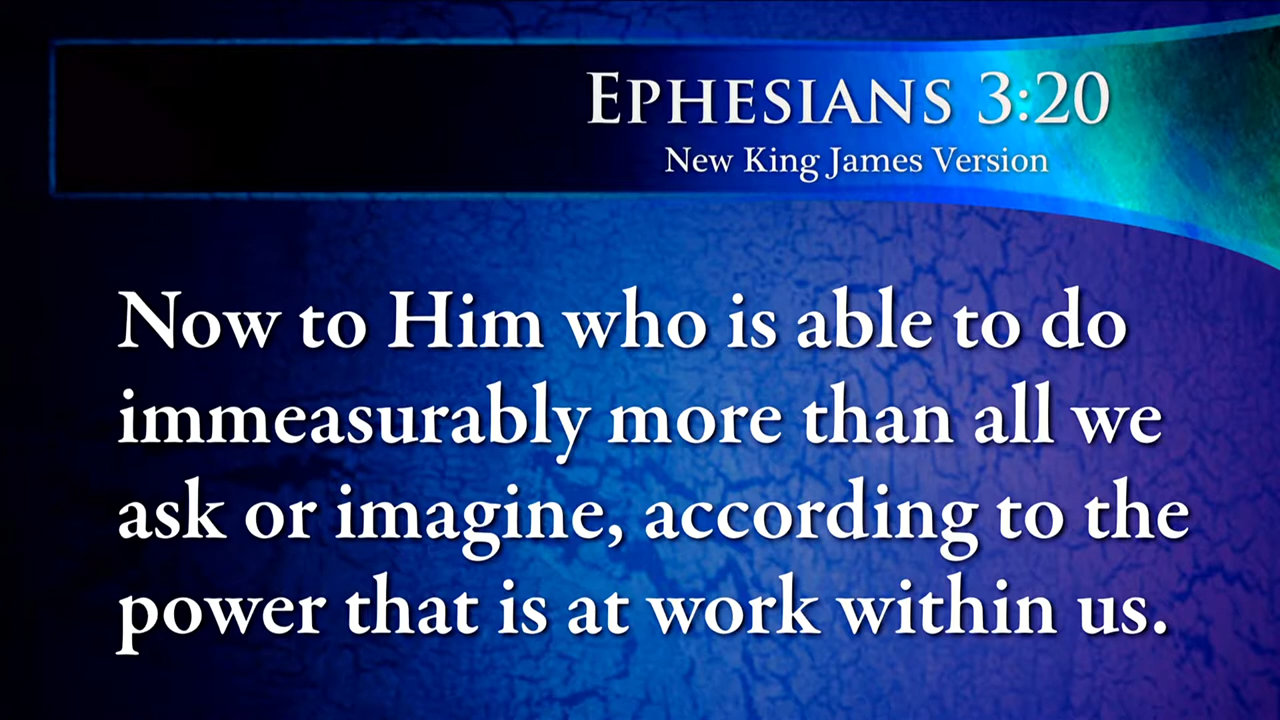 Ephesians 3:20
New King James Version
Now to Him who is able to do
immeasurably more than all we
ask or imagine, according to the
power that is at work within us.